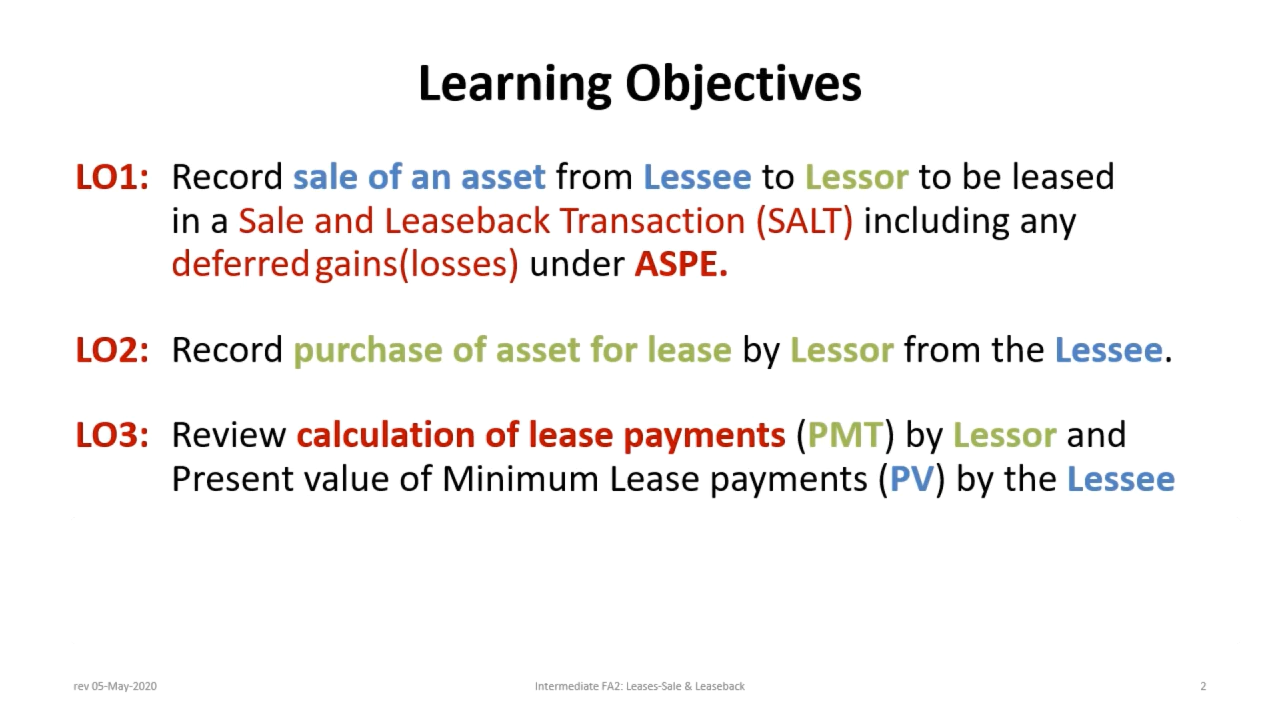 Learning Objectives
LO1: Record sale of an asset from Lessee to Lessor to be leased
in a Sale and Leaseback Transaction (SALT) including any
deferred gains(losses) under ASPE.
LO2: Record purchase of asset for lease by Lessor from the Lessee.
LO3: Review calculation of lease payments (PMT) by Lessor and
Present value of Minimum Lease payments (PV) by the Lessee
rev 05-May-2020
Intermediate FA2: Leases-Sale & Leaseback
2